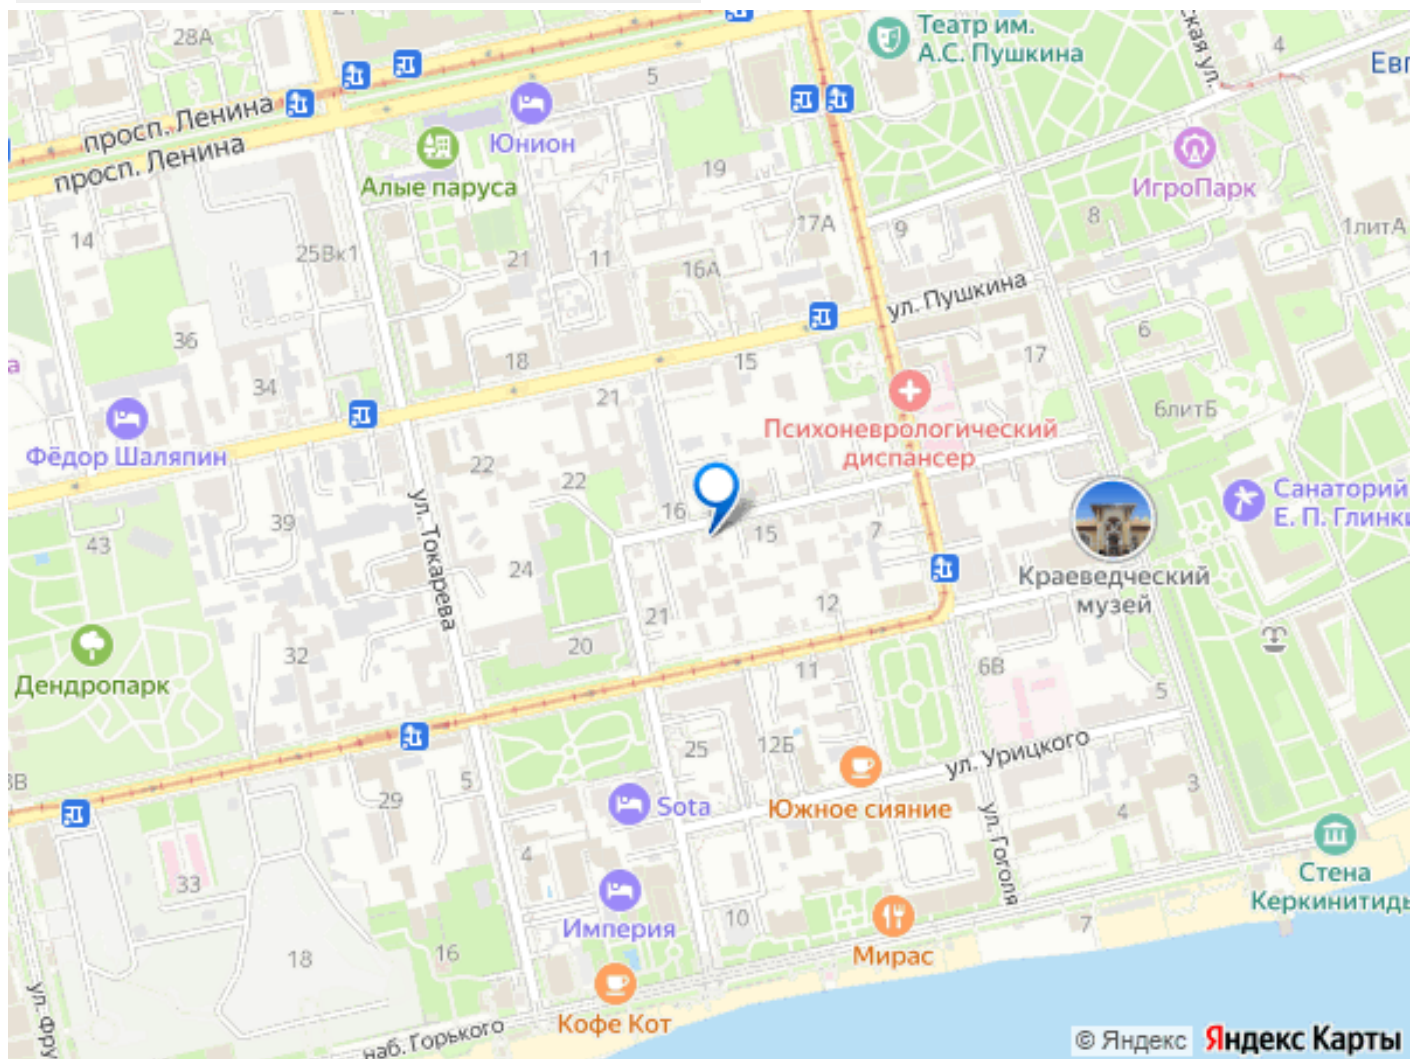 28А
Театр им.
А.С. Пушкина
4
просп. Ленина
просп. Ленина
5
Юнион
Алые паруса
19
ИгроПарк
14
25Вк1
21
11
16А
17А
9
8
1литА
ул. Пушкина
36
34
18
15
17
6
21
Фёдор Шаляпин
Психоневрологический
диспансер
6литБ
22
22
39
43
ул. Токарева
16
15
7
Санаторий
Краеведческий
музей
24
12
21
20
32
Дендропарк
11
6В
5
25
12Б
ул. Урицкого
Южное сияние
ул. Гоголя
3
4
29
5
Sota
4
33
Стена
Империя
10
7
Мирас
18
16
Кофе Кот
наб. Горького
© Яндекс Яндекс Карты